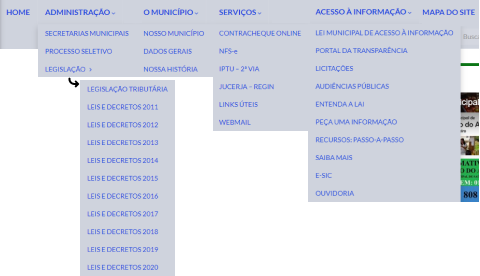 HOME
ADMINISTRAÇÃO
O MUNICÍPIO
SERVIÇOS
ACESSO À INFORMAÇÃO
MAPA DO SITE
SECRETARIAS MUNICIPAIS
PROCESSO SELETIVO
LEGISLAÇÃO >
LEGISLAÇÃO TRIBUTÁRIA
LEIS E DECRETOS 2011
LEIS E DECRETOS 2012
LEIS E DECRETOS 2013
LEIS E DECRETOS 2014
LEIS E DECRETOS 2015
LEIS E DECRETOS 2016
LEIS E DECRETOS 2017
LEIS E DECRETOS 2018
LEIS E DECRETOS 2019
LEIS E DECRETOS 2020
NOSSO MUNICÍPIO
DADOS GERAIS
NOSSA HISTÓRIA
CONTRACHEQUE ONLINE
NFS-e
IPTU – 2ª VIA
JUCERJA – REGIN
LINKS ÚTEIS
WEBMAIL
LEI MUNICIPAL DE ACESSO À INFORMAÇÃO
PORTAL DA TRANSPARÊNCIA
LICITAÇÕES
AUDIÊNCIAS PÚBLICAS
ENTENDA A LAI
PEÇA UMA INFORMAÇÃO
RECURSOS: PASSO-A-PASSO
SAIBA MAIS
E-SIC
OUVIDORIA
808